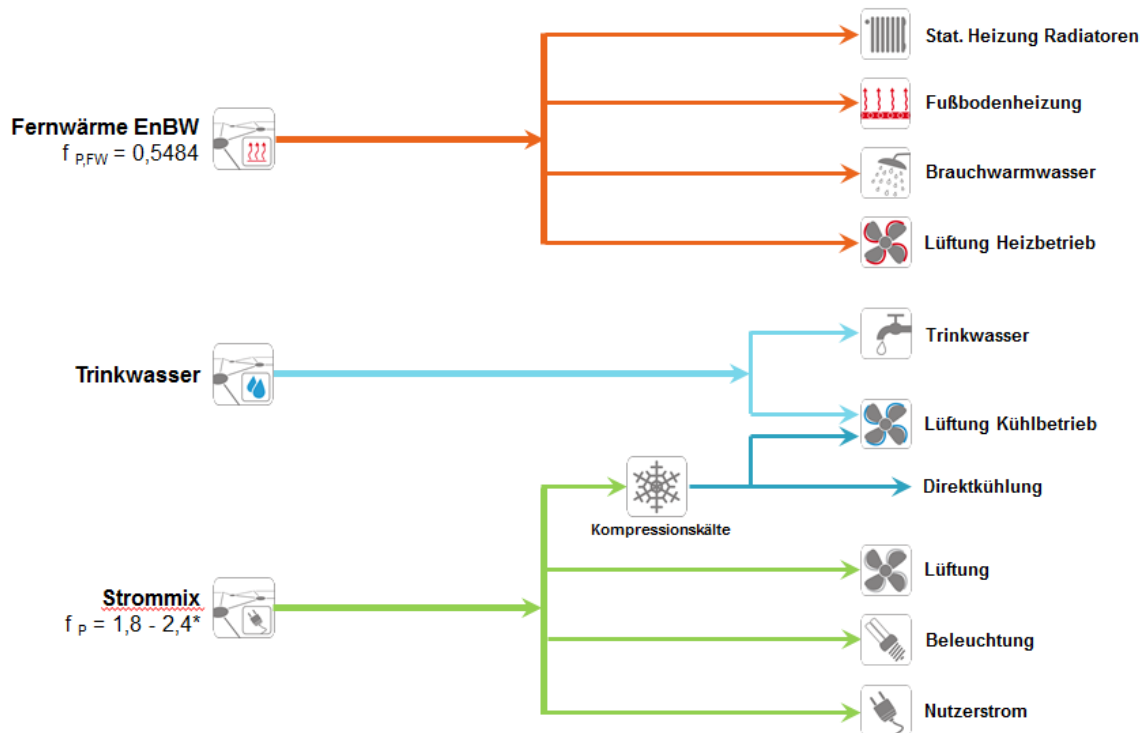 Stat. Heizung Radiatoren
Fußbodenheizung
Fernwärme EnBW
f P,FW = 0,5484
Brauchwarmwasser
Lüftung Heizbetrieb
Trinkwasser
Trinkwasser
Lüftung Kühlbetrieb
Direktkühlung
Kompressionskälte
Lüftung
Strommix
f P = 1,8 - 2,4*
Beleuchtung
Nutzerstrom